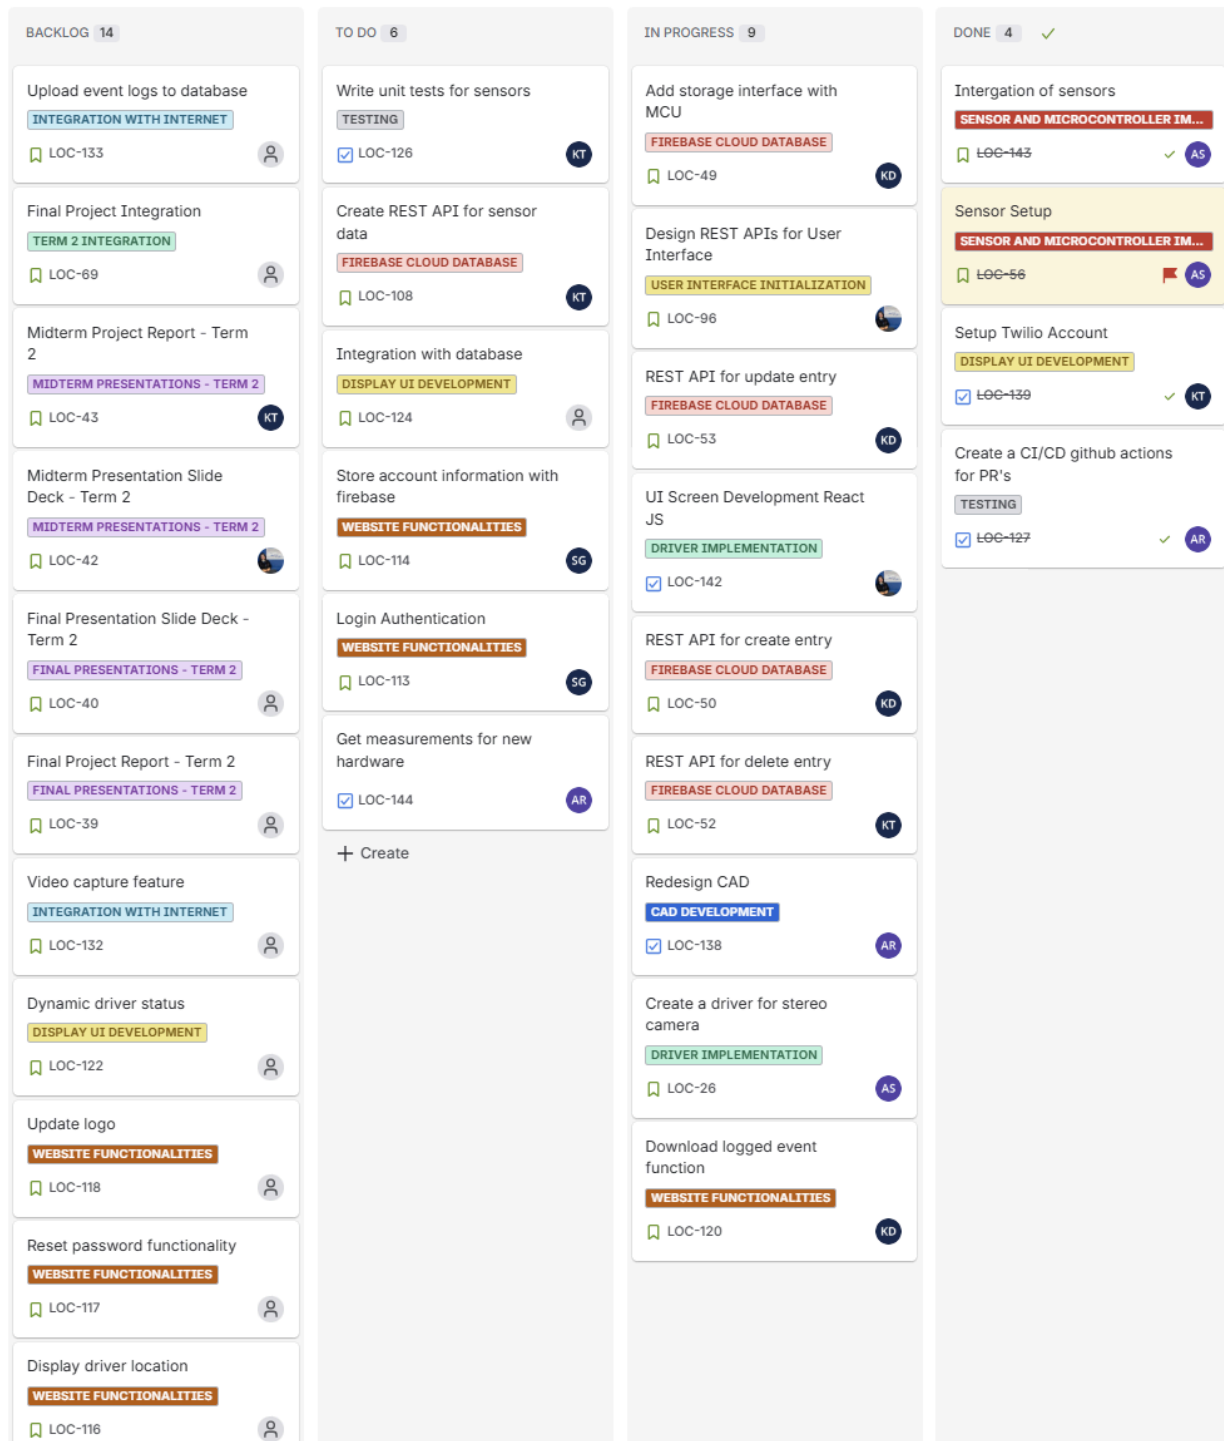 BACKLOG 14
Upload event logs to database
INTEGRATION WITH INTERNET
LOC-133
Final Project Integration
TERM 2 INTEGRATION
LOC-69
Midterm Project Report - Term
2
MIDTERM PRESENTATIONS - TERM 2
LOC-43
KT
Midterm Presentation Slide
Deck - Term 2
MIDTERM PRESENTATIONS - TERM 2
LOC-42
Final Presentation Slide Deck -
Term 2
FINAL PRESENTATIONS - TERM 2
LOC-40
Final Project Report - Term 2
FINAL PRESENTATIONS - TERM 2
LOC-39
Video capture feature
INTEGRATION WITH INTERNET
LOC-132
Dynamic driver status
DISPLAY UI DEVELOPMENT
LOC-122
Update logo
WEBSITE FUNCTIONALITIES
LOC-118
Reset password functionality
WEBSITE FUNCTIONALITIES
LOC-117
Display driver location
WEBSITE FUNCTIONALITIES
LOC-116
TO DO 6
Write unit tests for sensors
TESTING
LOC-126
KT
Create REST API for sensor
data
FIREBASE CLOUD DATABASE
LOC-108
KT
Integration with database
DISPLAY UI DEVELOPMENT
LOC-124
Store account information with
firebase
WEBSITE FUNCTIONALITIES
LOC-114
SG
Login Authentication
WEBSITE FUNCTIONALITIES
LOC-113
SG
Get measurements for new
hardware
LOC-144
AR
+ Create
IN PROGRESS 9
Add storage interface with
MCU
FIREBASE CLOUD DATABASE
LOC-49
KD
Design REST APIs for User
Interface
USER INTERFACE INITIALIZATION
LOC-96
REST API for update entry
FIREBASE CLOUD DATABASE
LOC-53
KD
UI Screen Development React
JS
DRIVER IMPLEMENTATION
LOC-142
REST API for create entry
FIREBASE CLOUD DATABASE
LOC-50
KD
REST API for delete entry
FIREBASE CLOUD DATABASE
LOC-52
KT
Redesign CAD
CAD DEVELOPMENT
LOC-138
AR
Create a driver for stereo
camera
DRIVER IMPLEMENTATION
LOC-26
AS
Download logged event
function
WEBSITE FUNCTIONALITIES
LOC-120
KD
DONE 4
Intergation of sensors
SENSOR AND MICROCONTROLLER IM...
LOC-143
AS
Sensor Setup
SENSOR AND MICROCONTROLLER IM...
LOC-56
AS
Setup Twilio Account
DISPLAY UI DEVELOPMENT
LOC-139
KT
Create a CI/CD github actions
for PR's
TESTING
LOC-127
AR